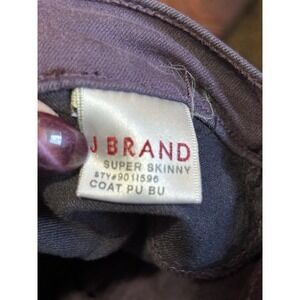 J BRAND
SUPER SKINNY
STY#9011596
COAT PU BU